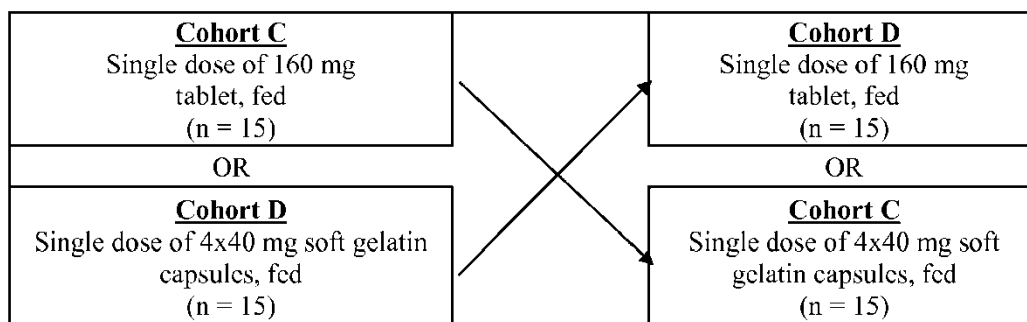 Cohort C
Single dose of 160 mg
tablet, fed
(n = 15)
OR
Cohort D
Single dose of 4x40 mg soft gelatin
capsules, fed
(n = 15)
Cohort D
Single dose of 160 mg
tablet, fed
(n = 15)
OR
Cohort C
Single dose of 4x40 mg soft
gelatin capsules, fed
(n = 15)